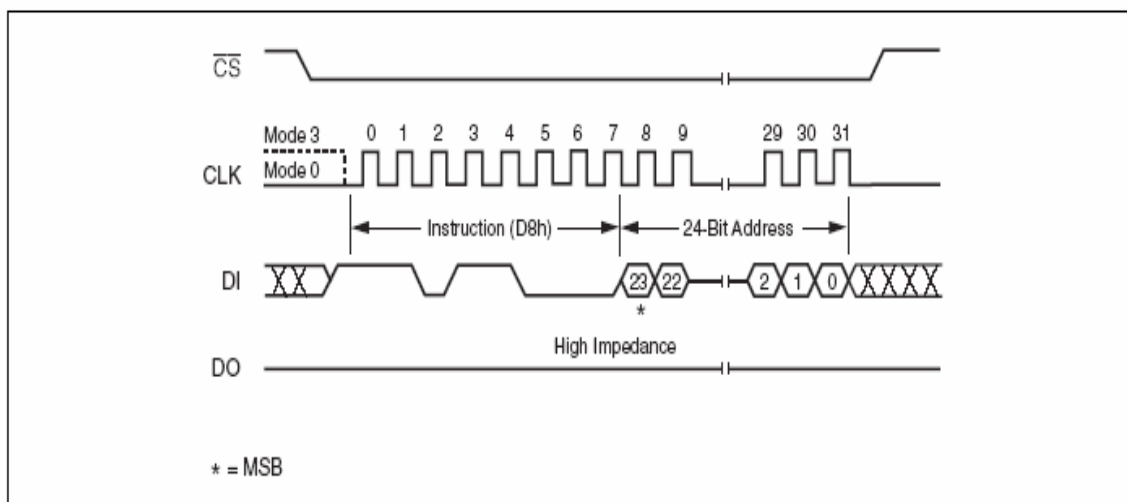 CS
Mode 3
0 1 2 3 4 5 6 7 8 9 29 30 31
CLK
Mode 0
Instruction (D8h)
24-Bit Address
DI
23 22 2 1 0
*
High Impedance
DO
* = MSB